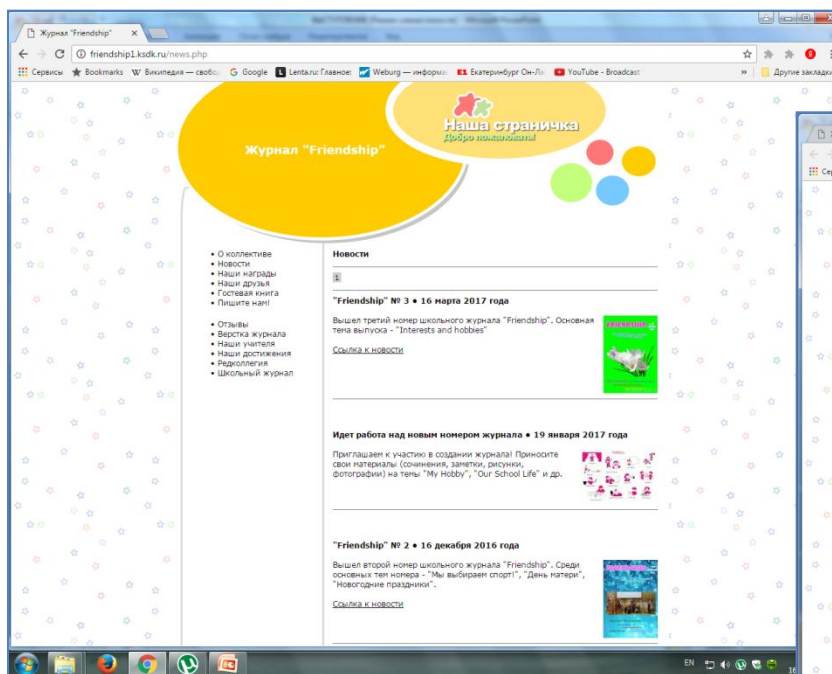 Журнал "Friendship"
friendship1.ksdk.ru/news.php
Сервисы Bookmarks Википедия — свобо Google Lenta.ru: Главное: Weburg — информа Екатеринбург Он-Ла YouTube - Broadcast » Другие закладки
Наша страничка
Добро пожаловать!
Журнал "Friendship"
• О коллективе
• Новости
• Наши награды
• Наши друзья
• Гостевая книга
• Пишите нам!
• Отзывы
• Верстка журнала
• Наши учителя
• Наши достижения
• Редколлегия
• Школьный журнал
Новости
1
"Friendship" № 3 ● 16 марта 2017 года
Вышел третий номер школьного журнала "Friendship". Основная
тема выпуска - "Interests and hobbies"
Ссылка к новости
Идет работа над новым номером журнала ● 19 января 2017 года
Приглашаем к участию в создании журнала! Приносите
свои материалы (сочинения, заметки, рисунки,
фотографии) на темы "My Hobby", "Our School Life" и др.
"Friendship" № 2 ● 16 декабря 2016 года
Вышел второй номер школьного журнала "Friendship". Среди
основных тем номера - "Мы выбираем спорт!", "День матери",
"Новогодние праздники".
Ссылка к новости
EN